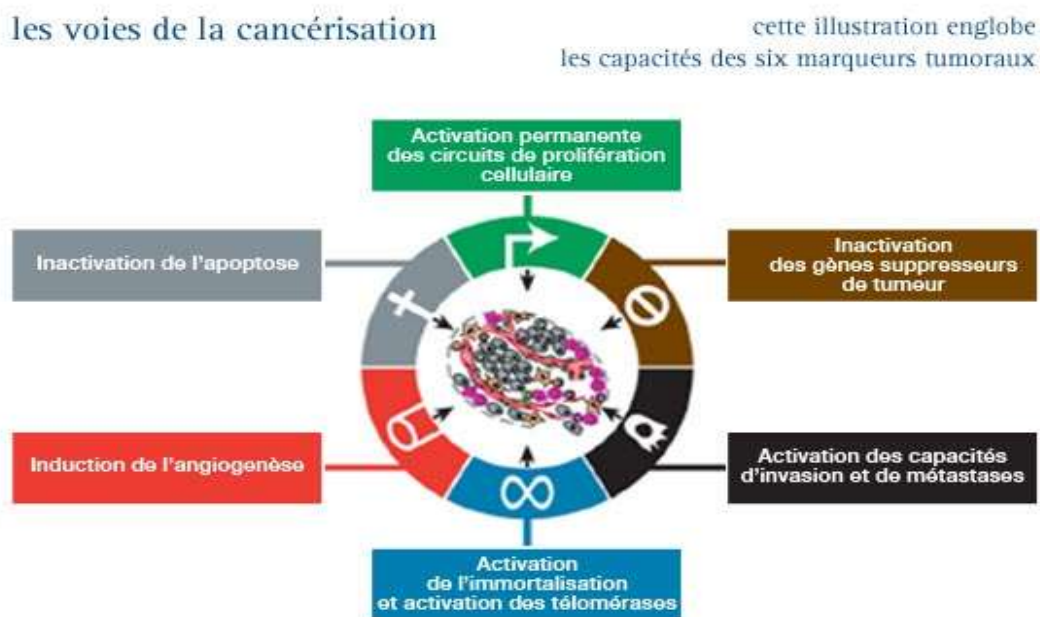 les voies de la cancérisation
cette illustration englobe
les capacités des six marqueurs tumoraux
Activation permanente
des circuits de prolifération
cellulaire
Inactivation de l'apoptose
Inactivation
des gènes suppresseurs
de tumeur
Induction de l'angiogenèse
Activation des capacités
d'invasion et de métastases
Activation
de l'immortalisation
et activation des télomérases